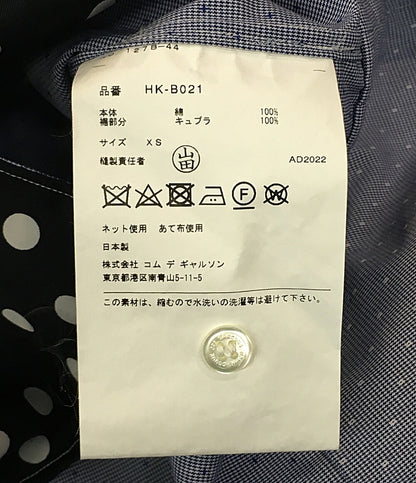 1278-44
品番 HK-B021
本体 綿 100%
裾部分 キュプラ 100%
サイズ XS
縫製責任者 山田 AD2022
F W
ネット使用 あて布使用
日本製
株式会社 コム デ ギャルソン
東京都港区南青山5-11-5
この素材は、縮むので水洗いの洗濯等は避けて下さい。